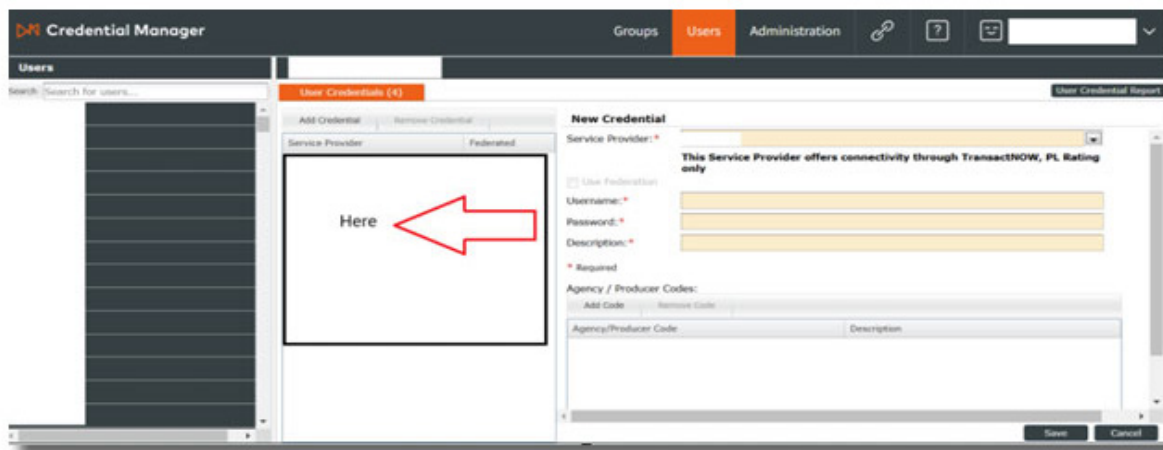 Credential Manager
Groups Users Administration ?
Users
Search Search for users...
User Credentials (4)
User Credential Report
Add Credential Remove Credential
Service Provider Federated
Here
New Credential
Service Provider:*
This Service Provider offers connectivity through TransactNOW, PL Rating
only
Use Federation
Username:*
Password:*
Description:*
* Required
Agency / Producer Codes:
Add Code Remove Code
Agency/Producer Code Description
Save Cancel